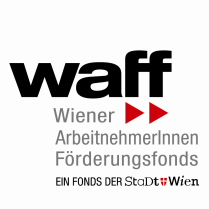 waff
Wiener
ArbeitnehmerInnen
Förderungsfonds
EIN FONDS DER StaDt Wien